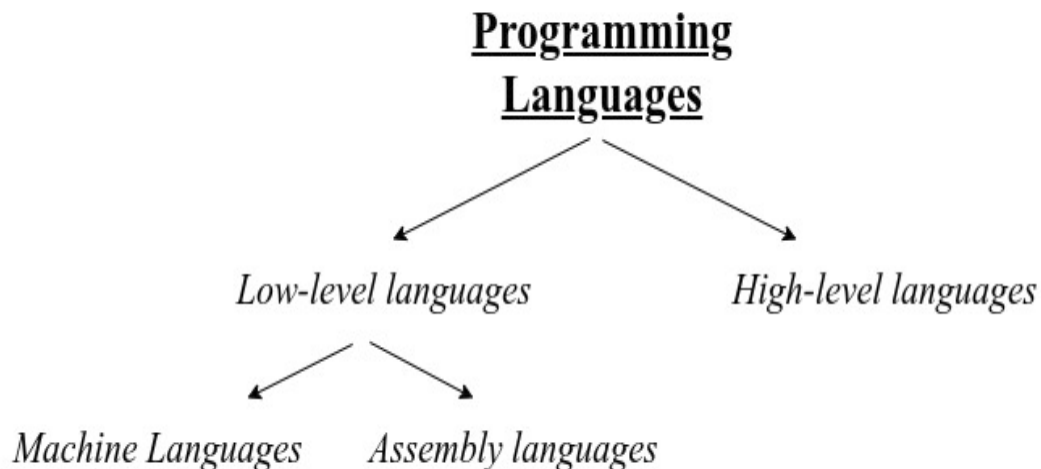 Programming
Languages
Low-level languages
High-level languages
Machine Languages
Assembly languages